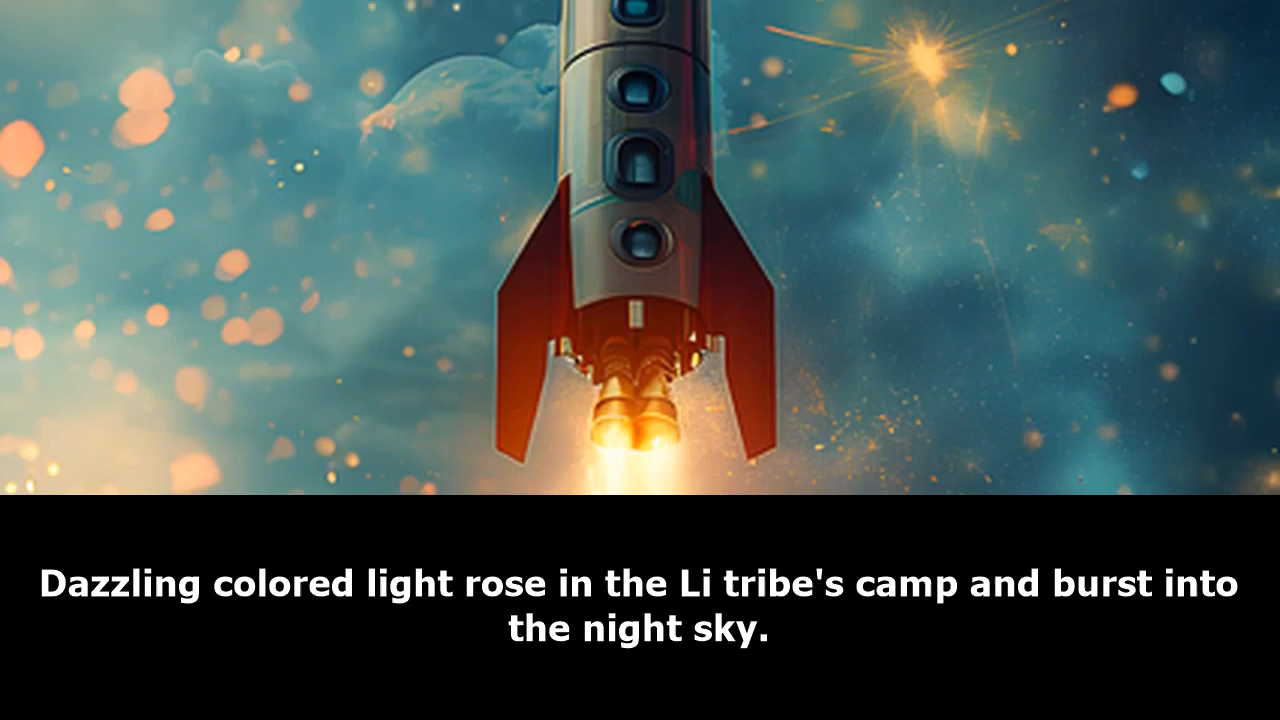 Dazzling colored light rose in the Li tribe's camp and burst into
the night sky.